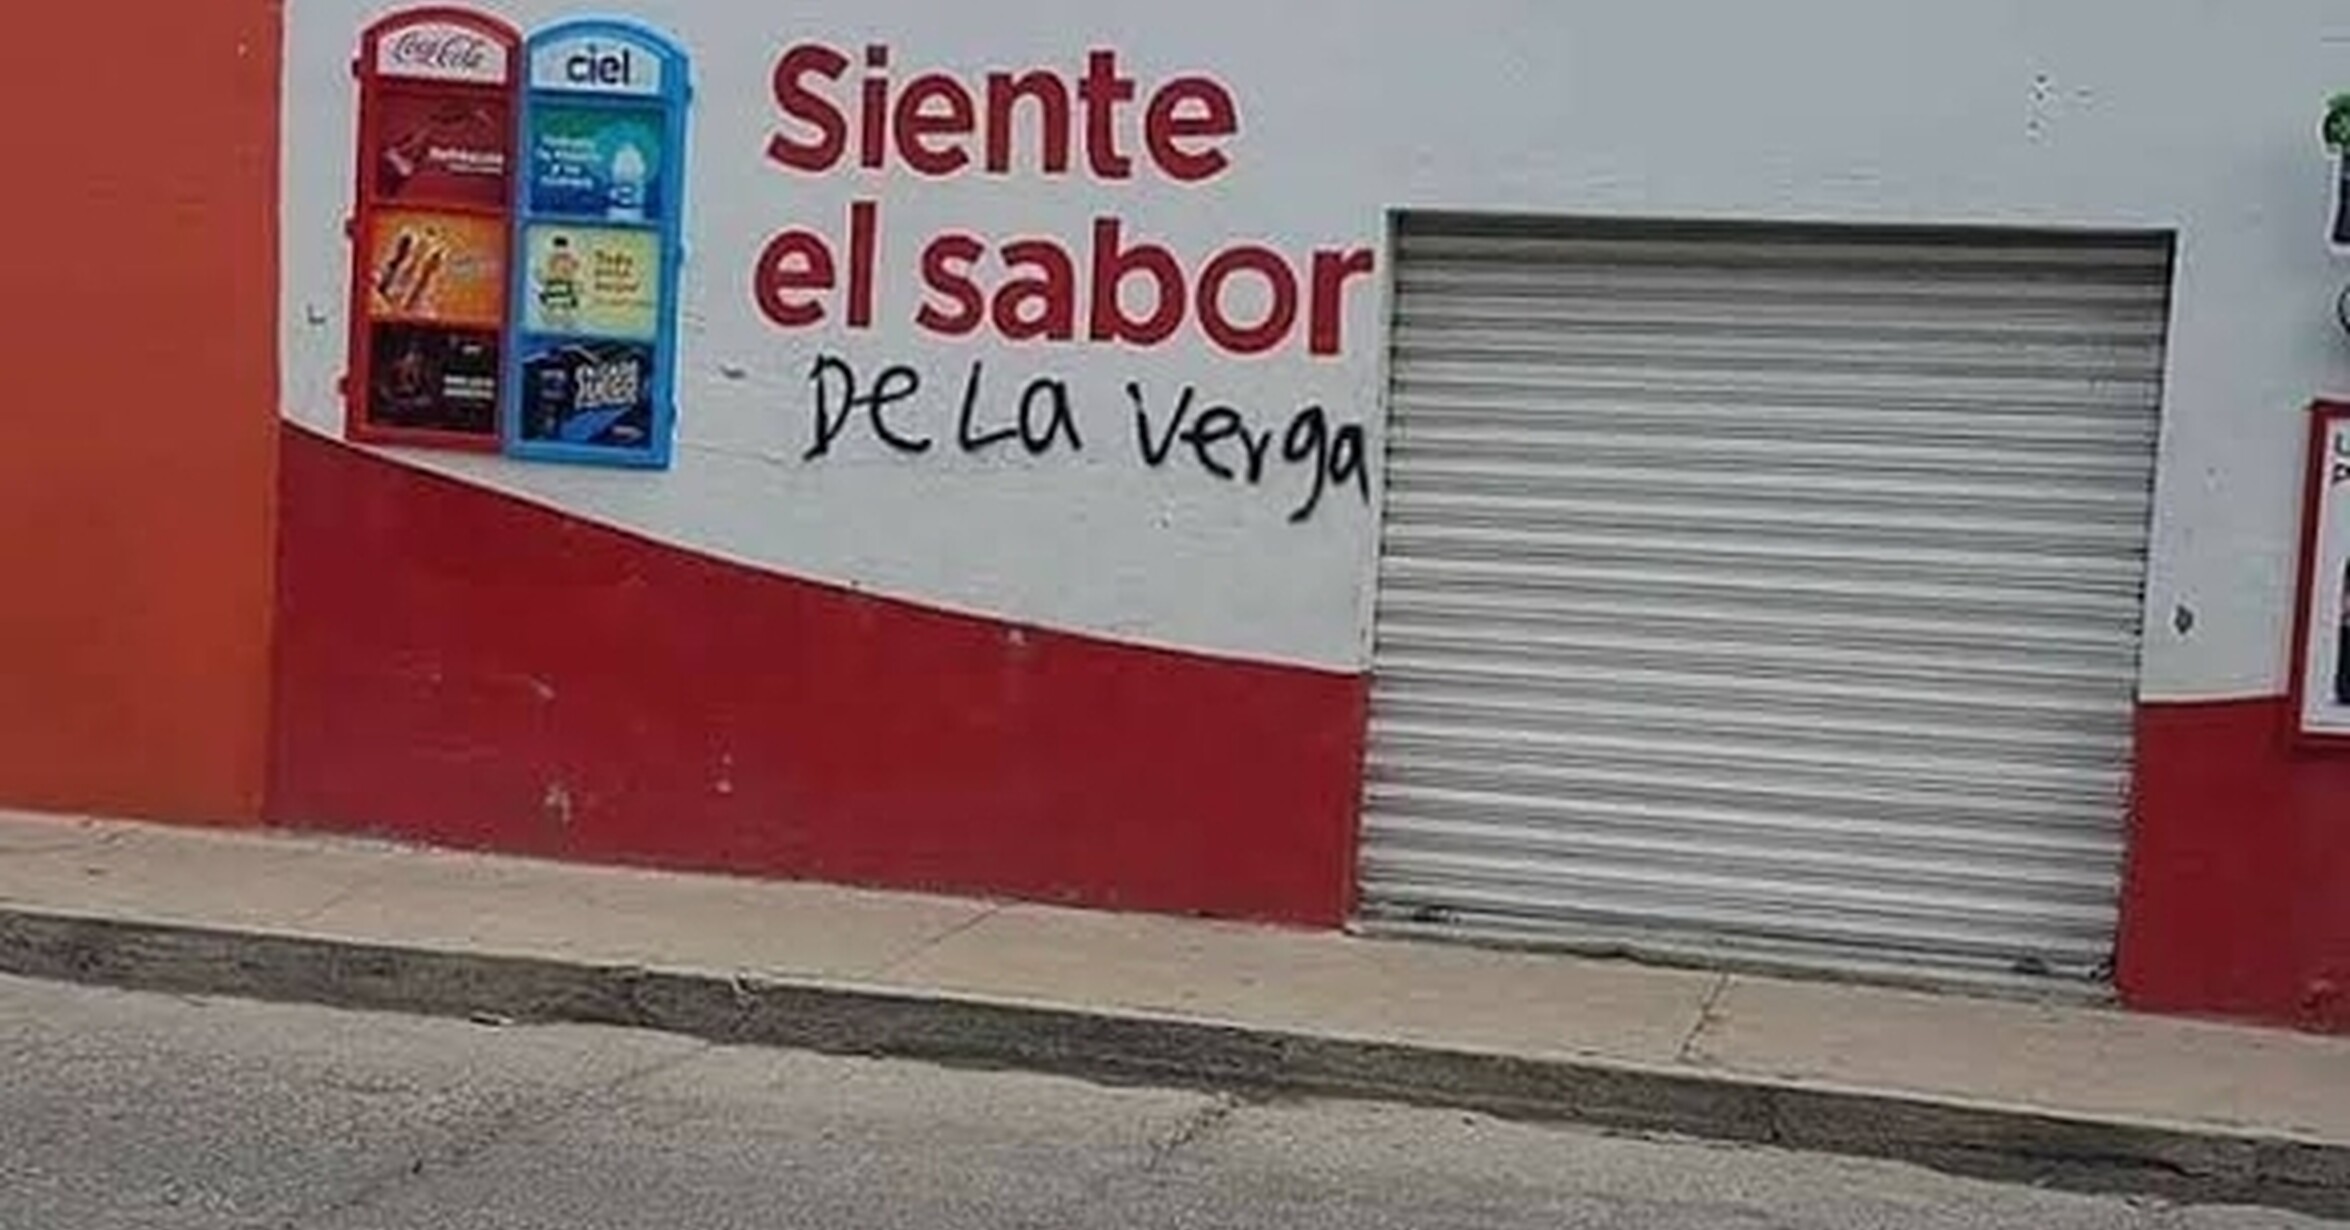 Coca-Cola
ciel
Siente
el sabor
De La Verga